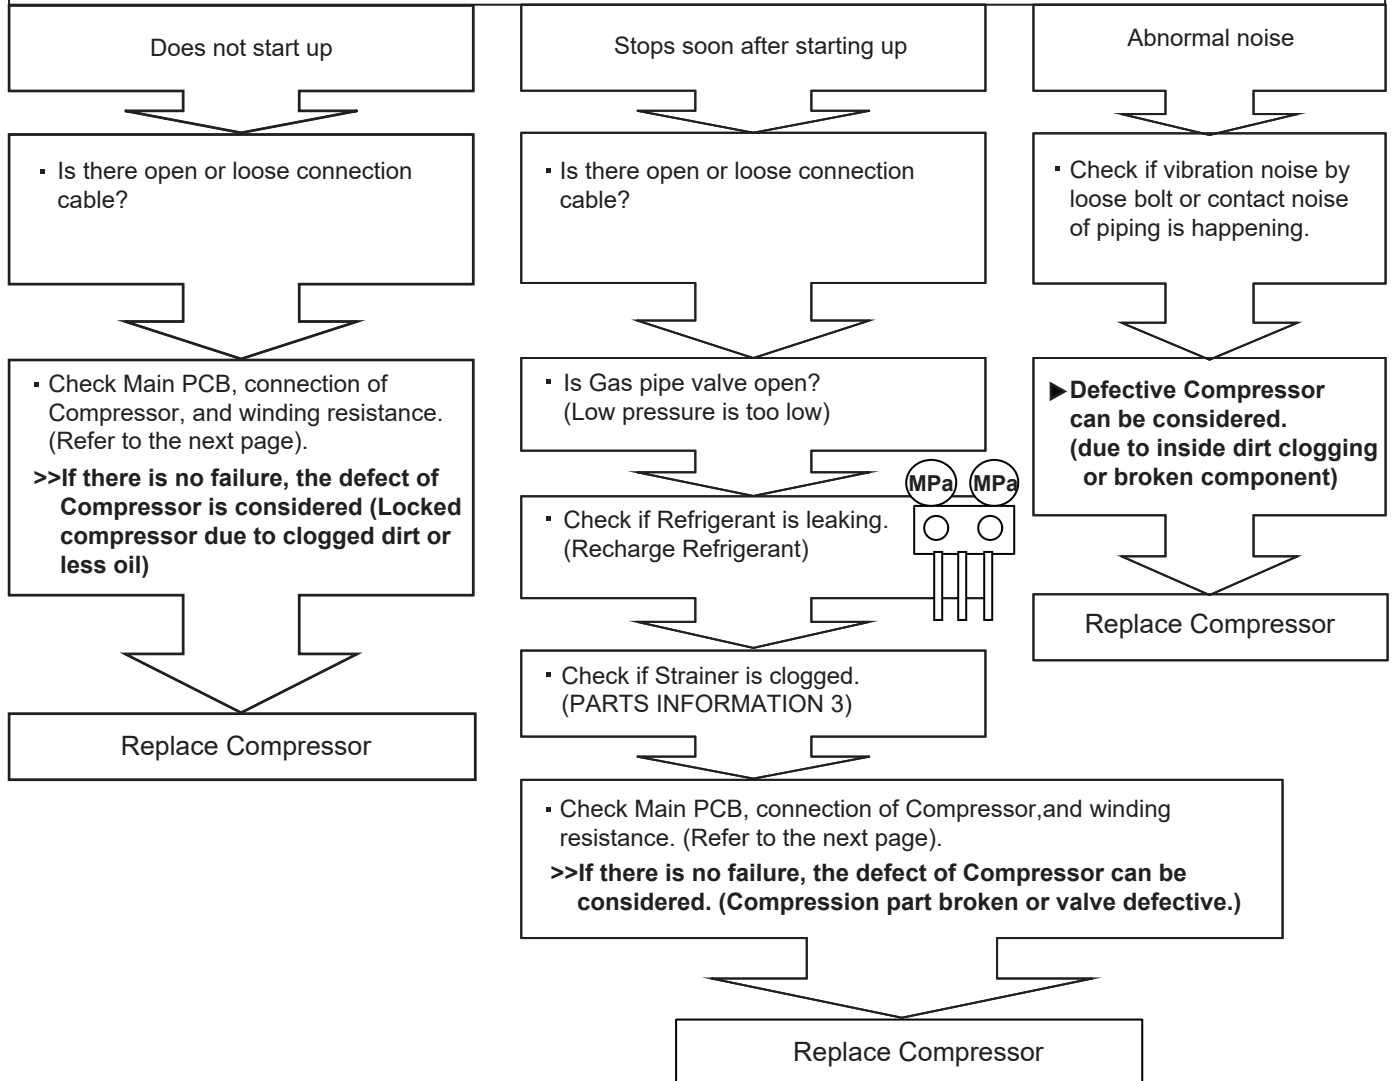 Does not start up
▪ Is there open or loose connection
cable?
▪ Check Main PCB, connection of
Compressor, and winding resistance.
(Refer to the next page).
>>If there is no failure, the defect of
Compressor is considered (Locked
compressor due to clogged dirt or
less oil)
Replace Compressor
Stops soon after starting up
▪ Is there open or loose connection
cable?
▪ Is Gas pipe valve open?
(Low pressure is too low)
▪ Check if Refrigerant is leaking.
(Recharge Refrigerant)
MPa MPa
▪ Check if Strainer is clogged.
(PARTS INFORMATION 3)
▪ Check Main PCB, connection of Compressor,and winding
resistance. (Refer to the next page).
>>If there is no failure, the defect of Compressor can be
considered. (Compression part broken or valve defective.)
Replace Compressor
Abnormal noise
▪ Check if vibration noise by
loose bolt or contact noise
of piping is happening.
▶Defective Compressor
can be considered.
(due to inside dirt clogging
or broken component)
Replace Compressor